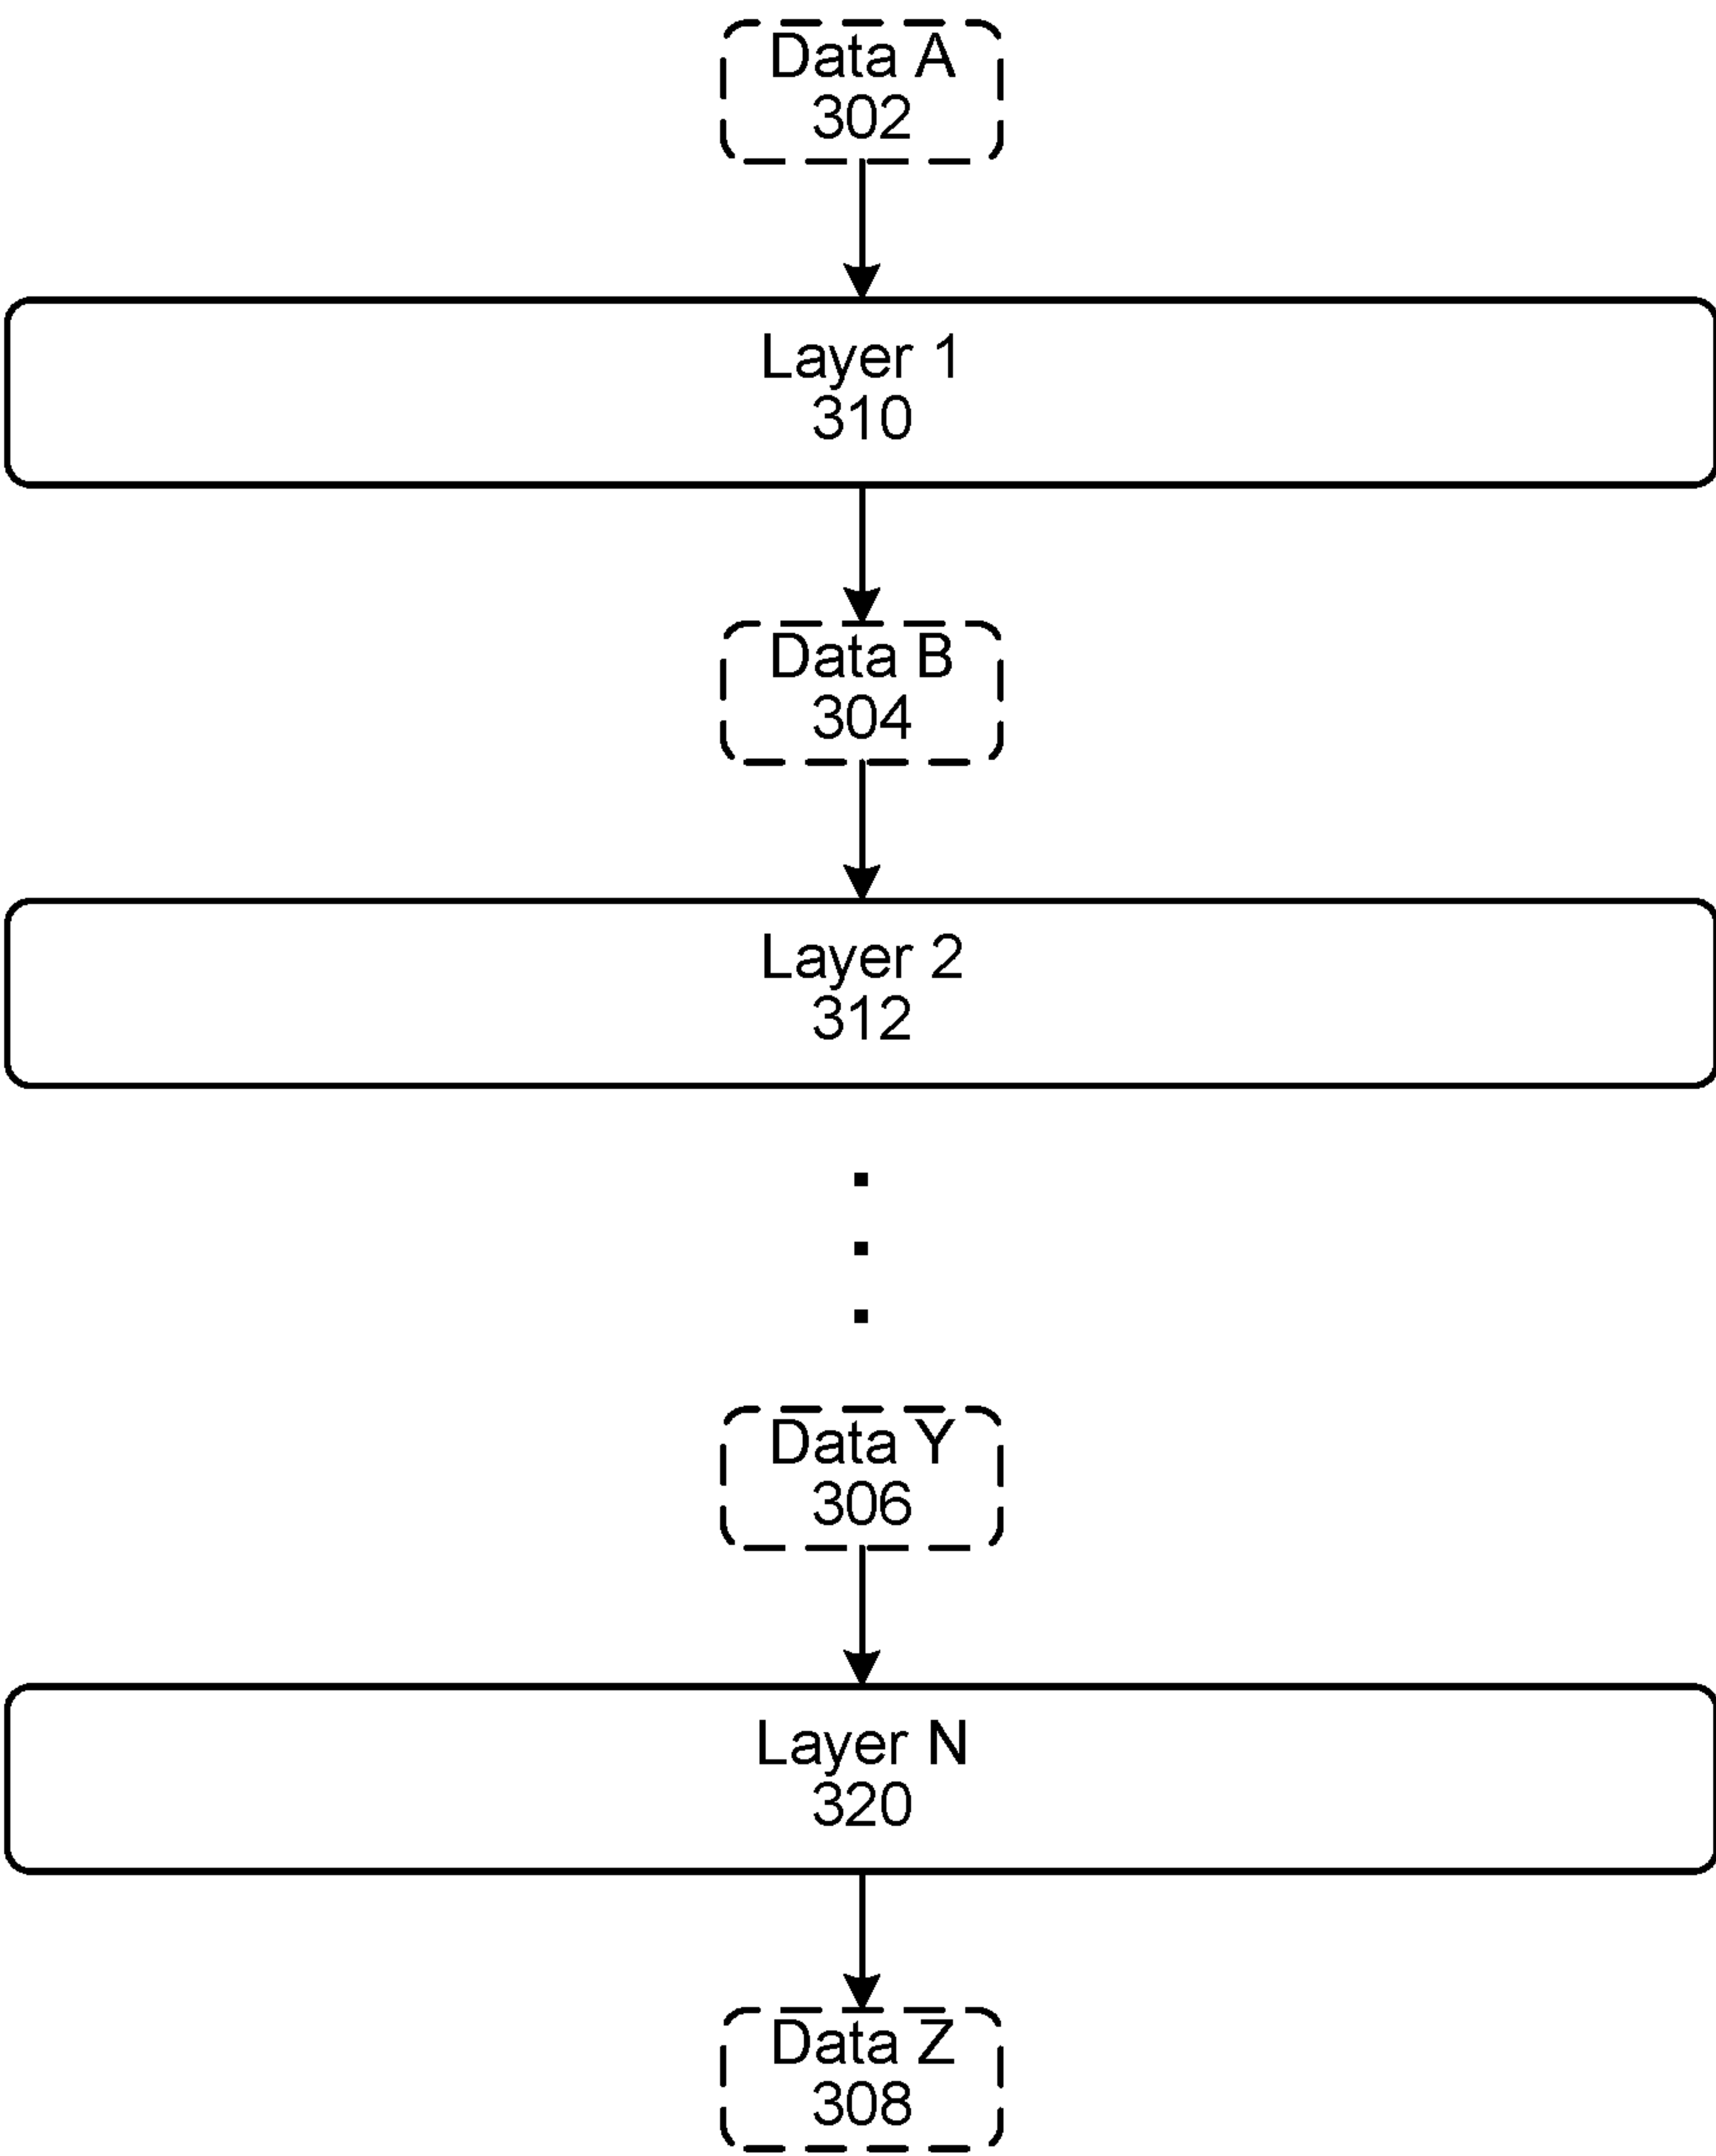 Data A
302
Layer 1
310
Data B
304
Layer 2
312
Data Y
306
Layer N
320
Data Z
308